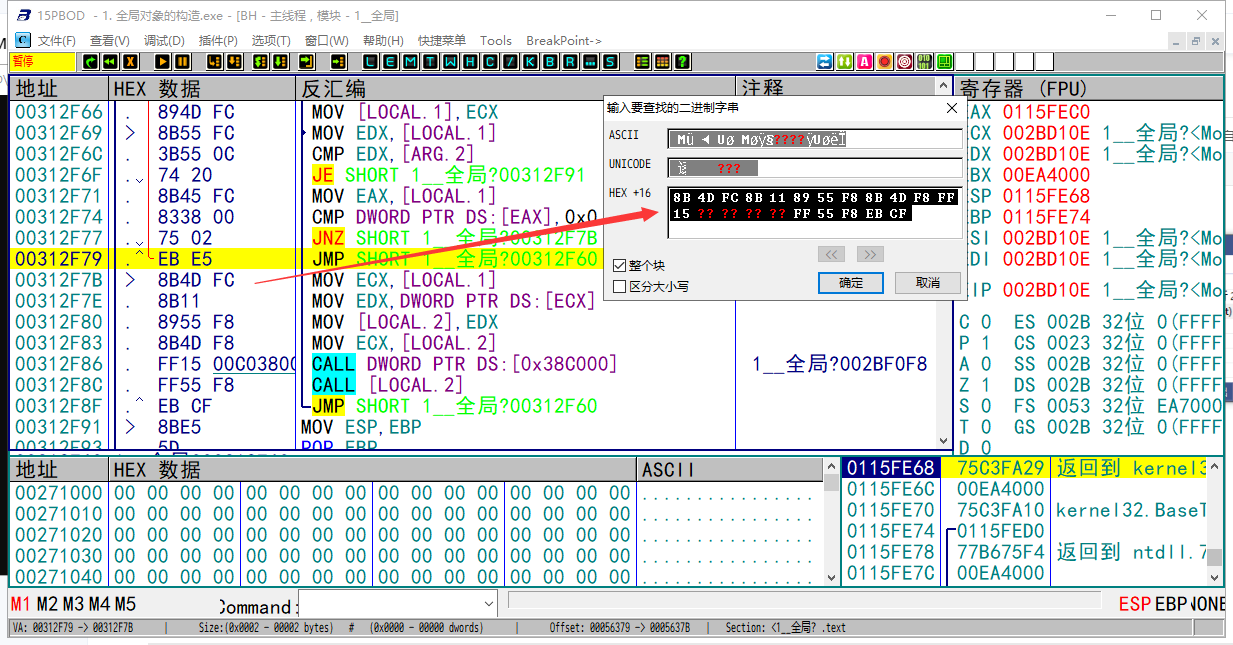 15PBOD - 1. 全局对象的构造.exe - [BH - 主线程, 模块 - 1__全局]
文件(F) 查看(V) 调试(D) 插件(P) 选项(T) 窗口(W) 帮助(H) 快捷菜单 Tools BreakPoint->
暂停
L E M T W H C / K B R ... S
地址 HEX 数据 反汇编 注释
00312F66 . 894D FC MOV [LOCAL.1],ECX
00312F69 > 8B55 FC MOV EDX,[LOCAL.1]
00312F6C . 3B55 0C CMP EDX,[ARG.2]
00312F6F . 74 20 JE SHORT 1__全局?00312F91
00312F71 . 8B45 FC MOV EAX,[LOCAL.1]
00312F74 . 8338 00 CMP DWORD PTR DS:[EAX],0x0
00312F77 . 75 02 JNZ SHORT 1__全局?00312F7B
00312F79 .^ EB E5 JMP SHORT 1__全局?00312F60
00312F7B > 8B4D FC MOV ECX,[LOCAL.1]
00312F7E . 8B11 MOV EDX,DWORD PTR DS:[ECX]
00312F80 . 8955 F8 MOV [LOCAL.2],EDX
00312F83 . 8B4D F8 MOV ECX,[LOCAL.2]
00312F86 . FF15 00C03800 CALL DWORD PTR DS:[0x38C000] 1__全局?002BF0F8
00312F8C . FF55 F8 CALL [LOCAL.2]
00312F8F .^ EB CF JMP SHORT 1__全局?00312F60
00312F91 > 8BE5 MOV ESP,EBP
00312F93 . 5D POP EBP
输入要查找的二进制字串
ASCII
UNICODE ???
HEX +16 8B 4D FC 8B 11 89 55 F8 8B 4D F8 FF
15 ?? ?? ?? ?? FF 55 F8 EB CF
<< >>
整个块
区分大小写
确定 取消
寄存器 (FPU)
EAX 0115FEC0
ECX 002BD10E 1__全局?<Mo
EDX 002BD10E 1__全局?<Mo
EBX 00EA4000
ESP 0115FE68
EBP 0115FE74
ESI 002BD10E 1__全局?<Mo
EDI 002BD10E 1__全局?<Mo
EIP 002BD10E 1__全局?<Mo
C 0 ES 002B 32位 0(FFFF
P 1 CS 0023 32位 0(FFFF
A 0 SS 002B 32位 0(FFFF
Z 1 DS 002B 32位 0(FFFF
S 0 FS 0053 32位 EA7000
T 0 GS 002B 32位 0(FFFF
D 0
地址 HEX 数据 ASCII
00271000 00 00 00 00 00 00 00 00 00 00 00 00 00 00 00 00 ................
00271010 00 00 00 00 00 00 00 00 00 00 00 00 00 00 00 00 ................
00271020 00 00 00 00 00 00 00 00 00 00 00 00 00 00 00 00 ................
00271030 00 00 00 00 00 00 00 00 00 00 00 00 00 00 00 00 ................
00271040 00 00 00 00 00 00 00 00 00 00 00 00 00 00 00 00 ................
0115FE68 75C3FA29 返回到 kernel3
0115FE6C 00EA4000
0115FE70 75C3FA10 kernel32.BaseT
0115FE74 0115FED0
0115FE78 77B675F4 返回到 ntdll.7
0115FE7C 00EA4000
M1 M2 M3 M4 M5 Command: ESP EBP NONE
VA: 00312F79 -> 00312F7B | Size:(0x0002 - 00002 bytes) # (0x0000 - 00000 dwords) | Offset: 00056379 -> 0005637B | Section: <1__全局? .text